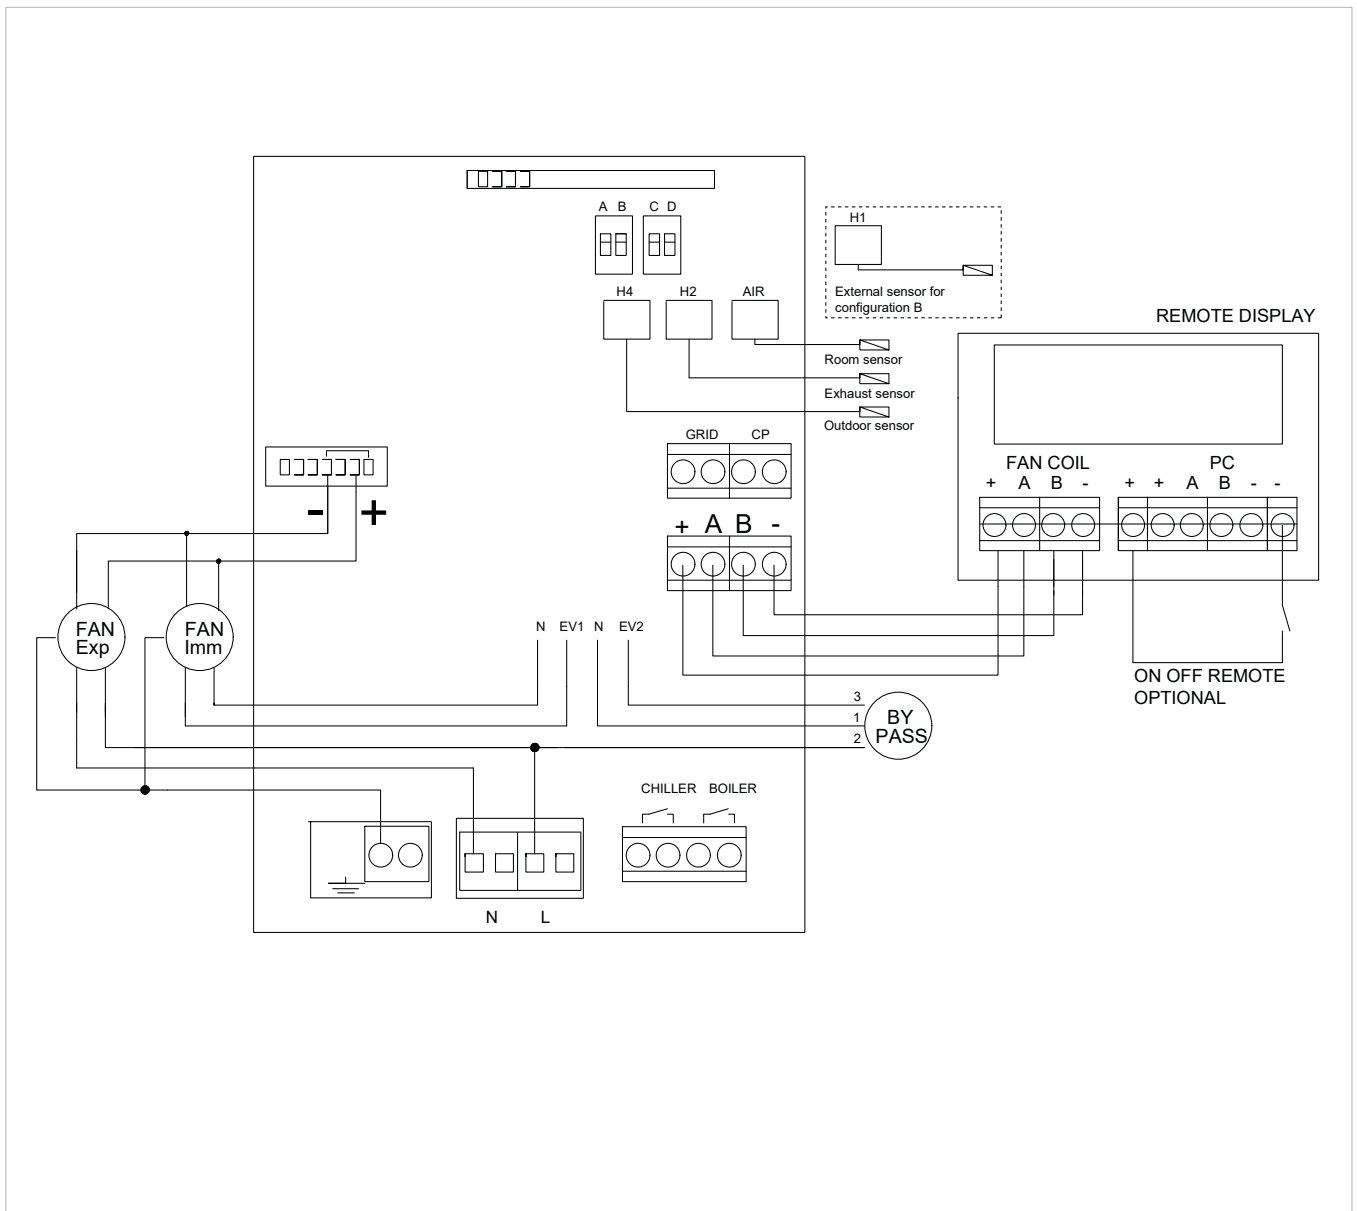 A B C D
H1
External sensor for
configuration B
H4 H2 AIR
REMOTE DISPLAY
Room sensor
Exhaust sensor
Outdoor sensor
GRID CP
FAN COIL PC
+ A B - + + A B - -
- +
+ A B -
FAN
Exp
FAN
Imm
N EV1 N EV2
ON OFF REMOTE
OPTIONAL
3
1
2
BY
PASS
CHILLER BOILER
N L